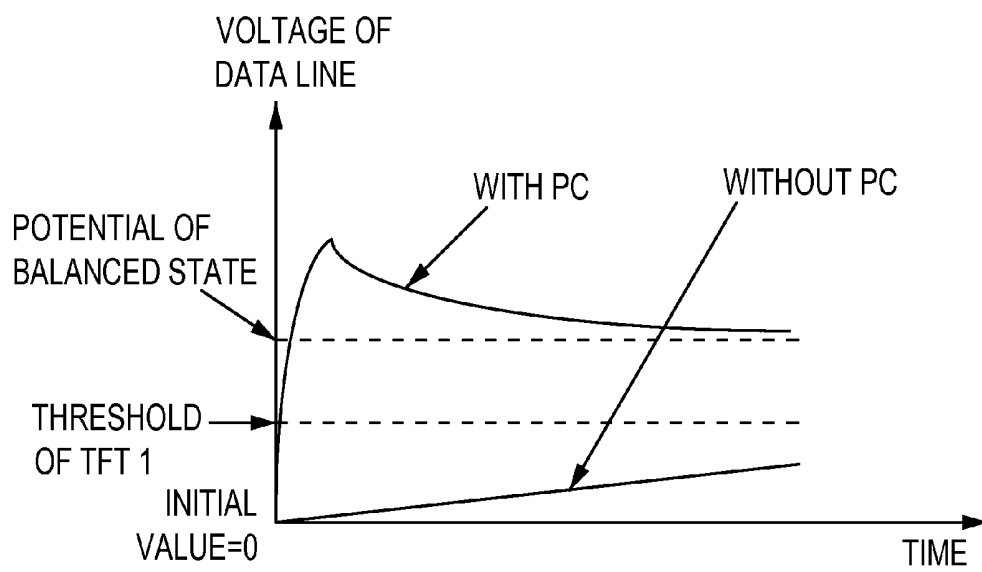 VOLTAGE OF
DATA LINE
WITH PC
WITHOUT PC
POTENTIAL OF
BALANCED STATE
THRESHOLD
OF TFT 1
INITIAL
VALUE=0
TIME